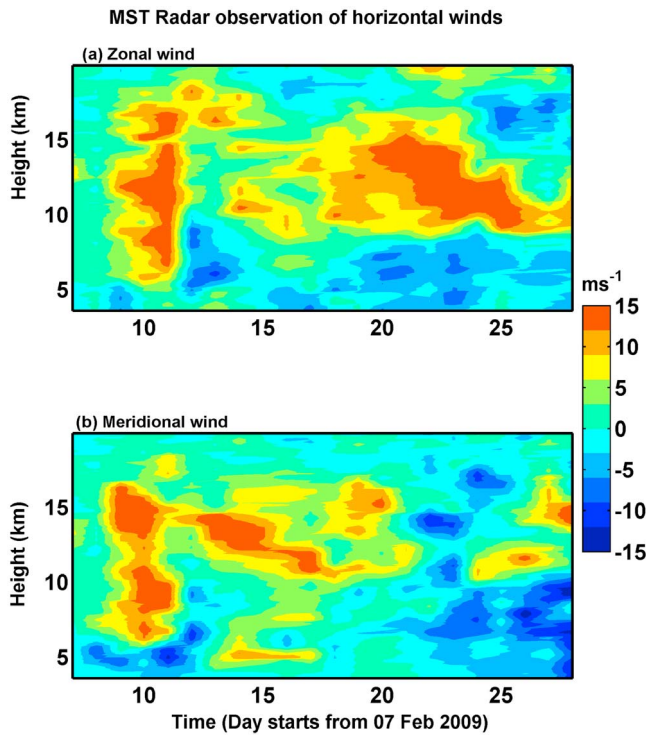 MST Radar observation of horizontal winds
(a) Zonal wind
Height (km)
15
10
5
10 15 20 25
ms-1
15
10
5
0
-5
-10
-15
(b) Meridional wind
Height (km)
15
10
5
10 15 20 25
Time (Day starts from 07 Feb 2009)